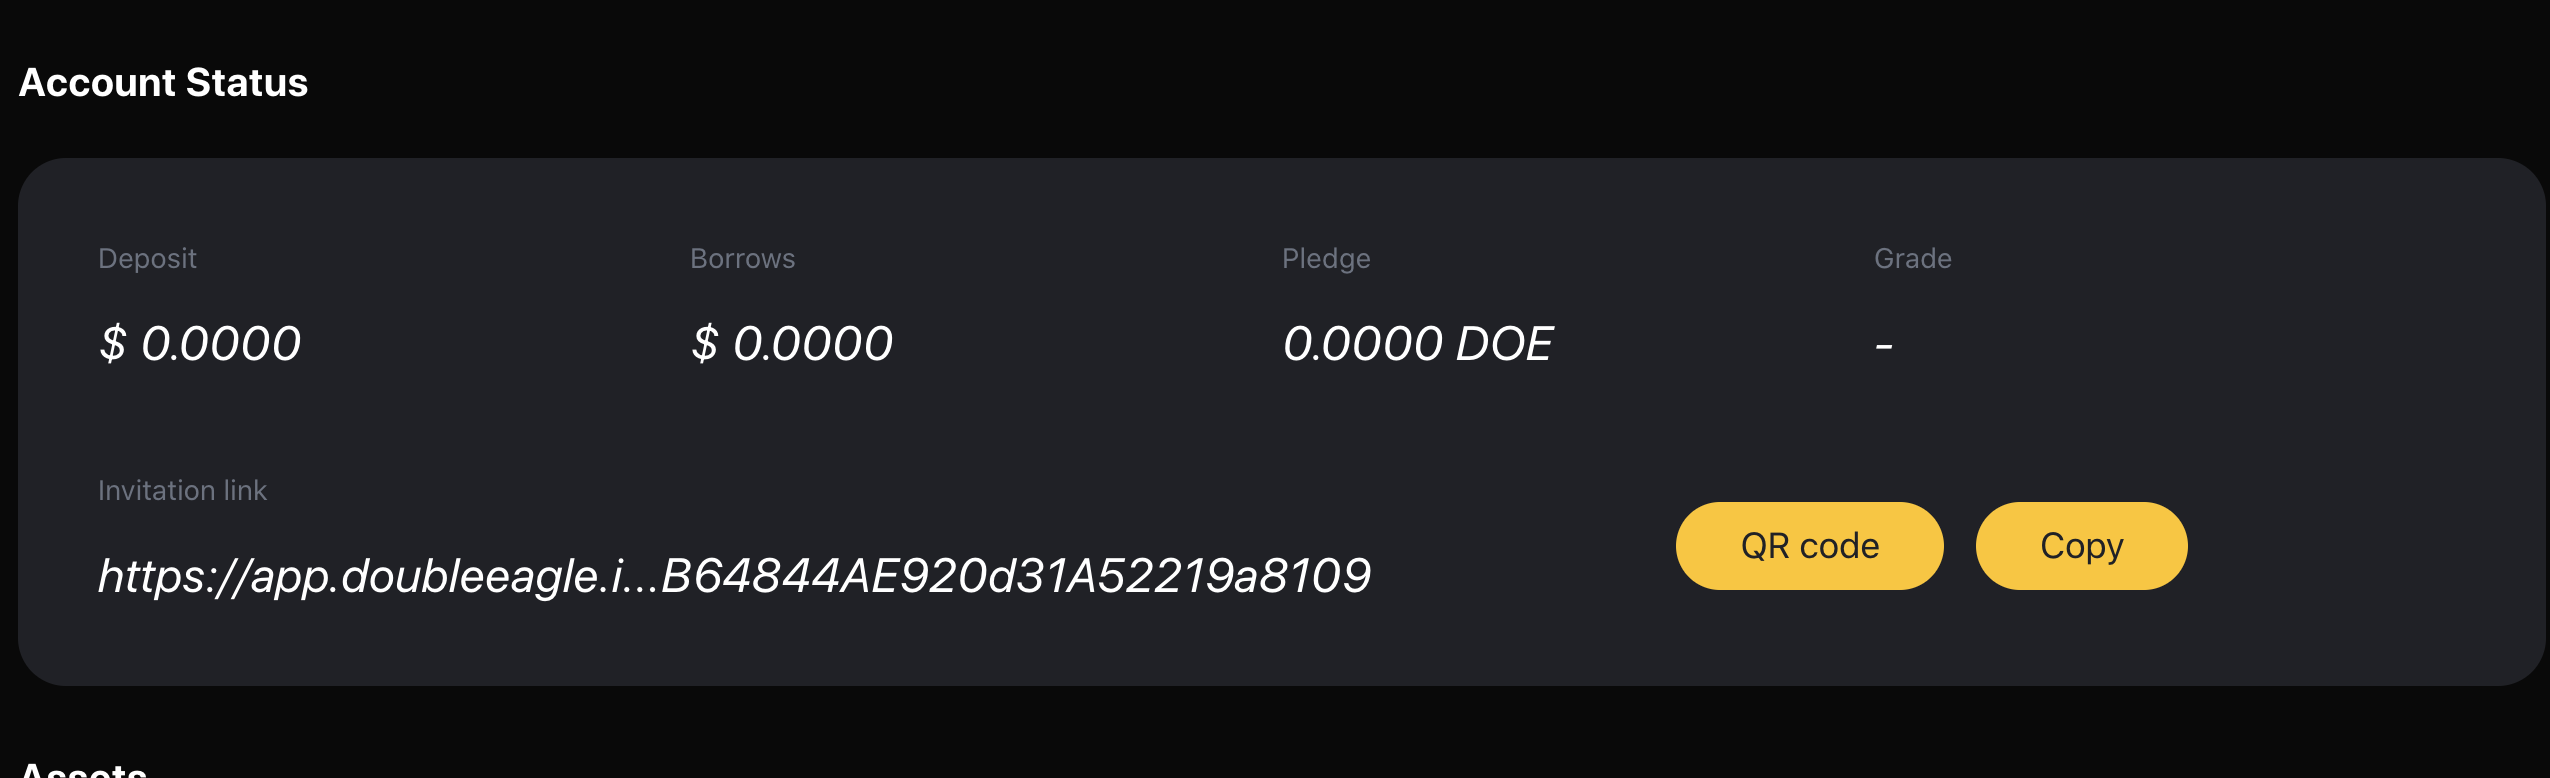 Account Status
Deposit
Borrows
Pledge
Grade
$ 0.0000
$ 0.0000
0.0000 DOE
-
Invitation link
https://app.doubleeagle.i...B64844AE920d31A52219a8109
QR code
Copy
Assets